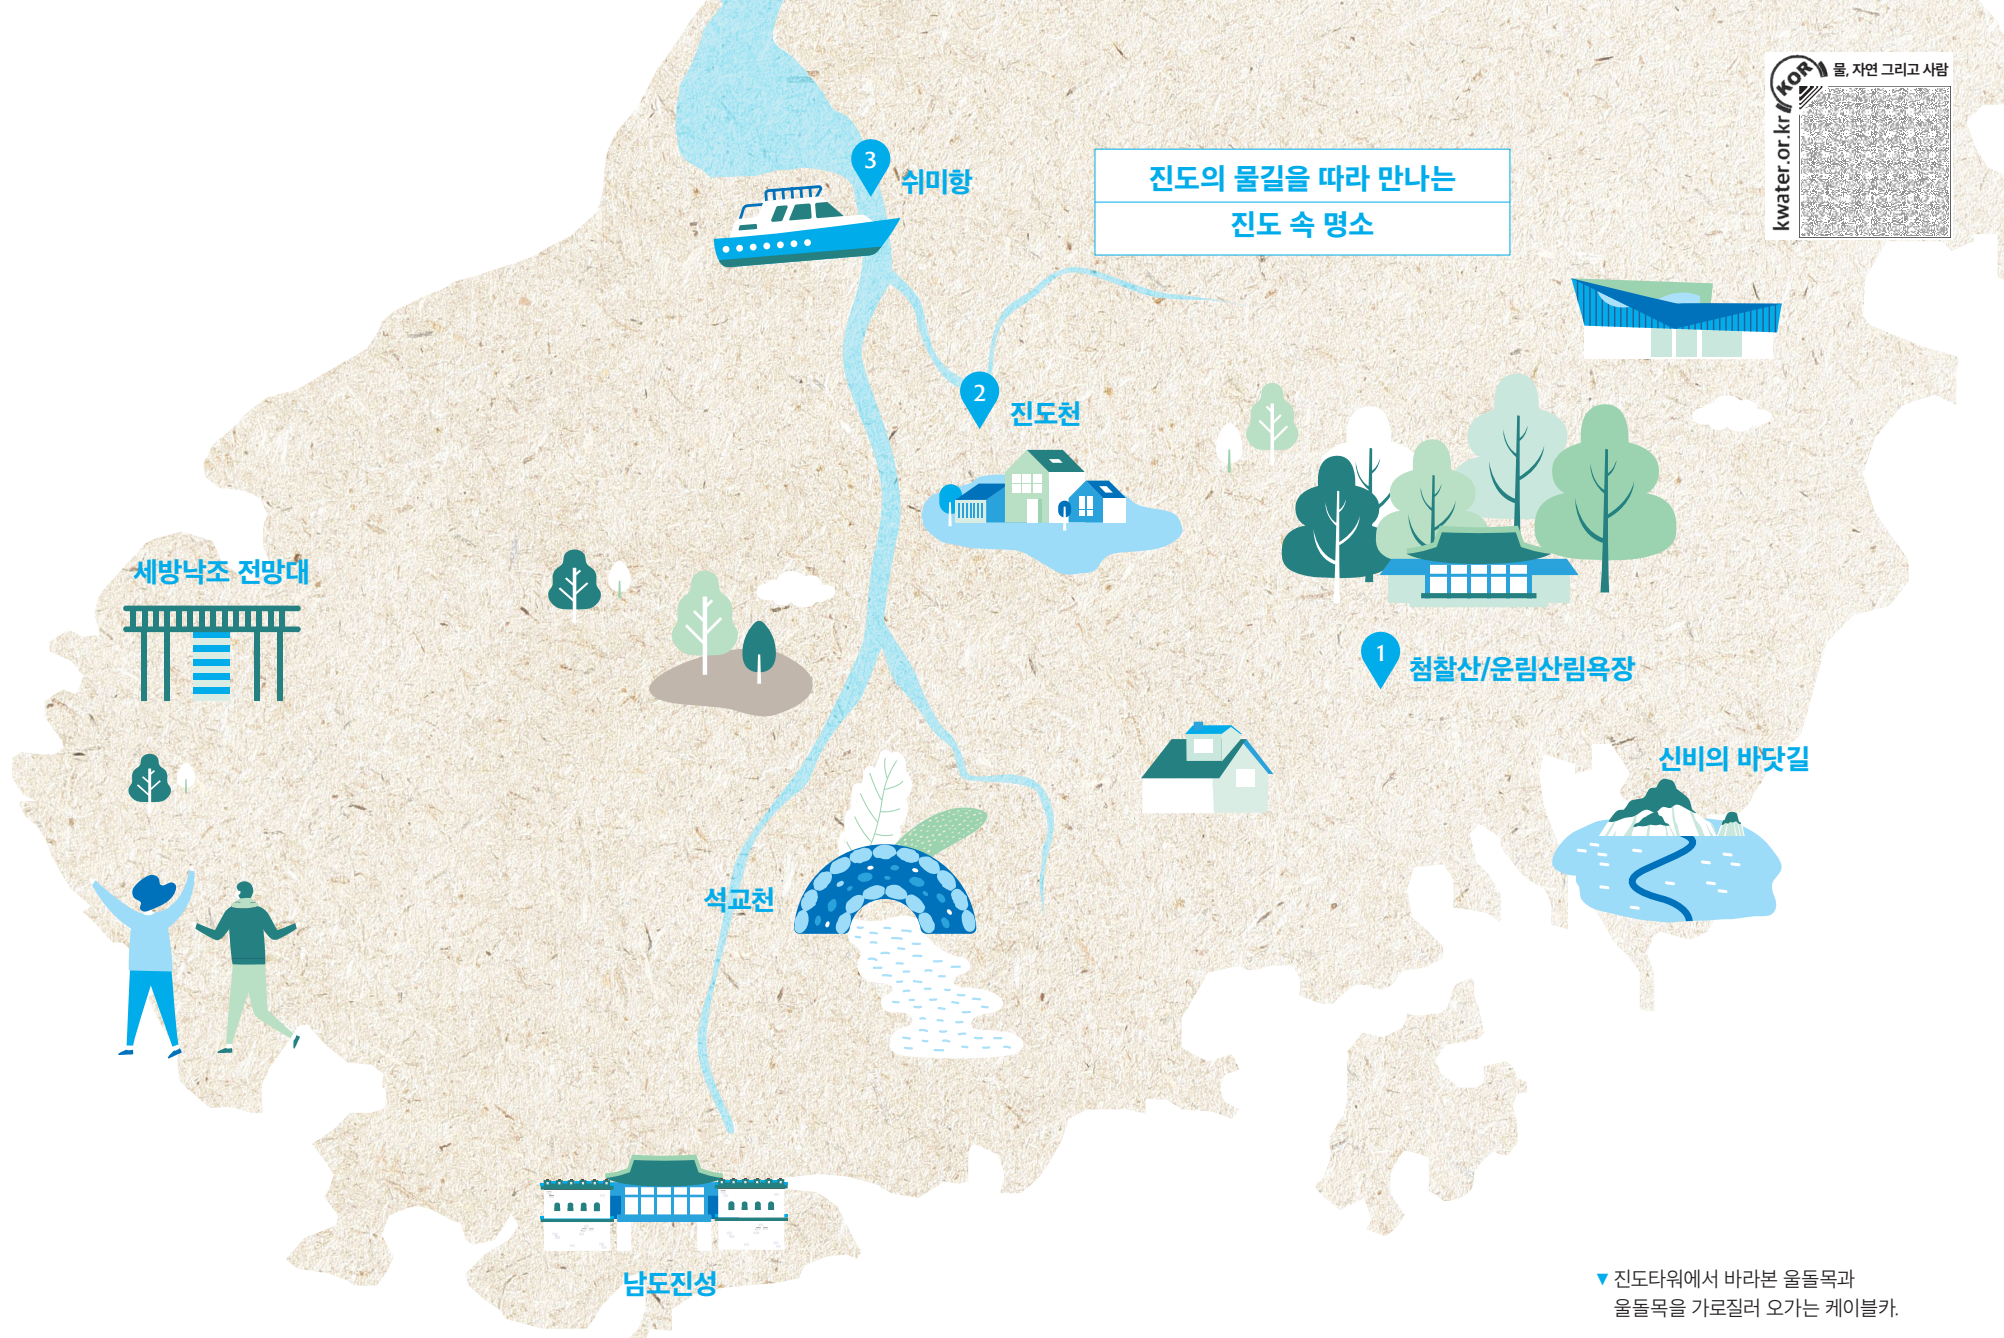 KOR
물, 자연 그리고 사람
kwater.or.kr
진도의 물길을 따라 만나는
진도 속 명소
3
쉬미항
2
진도천
세방낙조 전망대
1
첨찰산/운림산림욕장
신비의 바닷길
석교천
남도진성
▼ 진도타워에서 바라본 울돌목과
울돌목을 가로질러 오가는 케이블카.